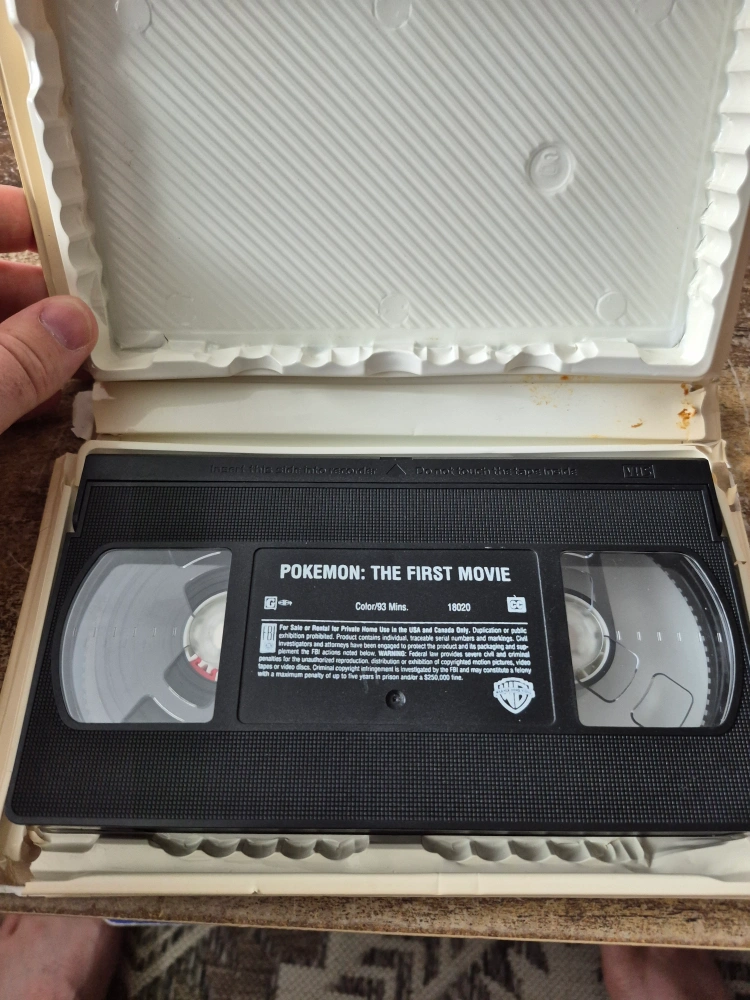 Insert this side into recorder Do not touch the tape inside VHS
POKEMON: THE FIRST MOVIE
G Color/93 Mins. 18020 CC
FBI
For Sale or Rental for Private Home Use in the USA and Canada Only. Duplication or public
exhibition prohibited. Product contains individual, traceable serial numbers and markings. Civil
investigators and attorneys have been engaged to protect the product and its packaging and sup-
plement the FBI actions noted below. WARNING: Federal law provides severe civil and criminal
penalties for the unauthorized reproduction, distribution or exhibition of copyrighted motion pictures, video
tapes or video discs. Criminal copyright infringement is investigated by the FBI and may constitute a felony
with a maximum penalty of up to five years in prison and/or a $250,000 fine.
WB